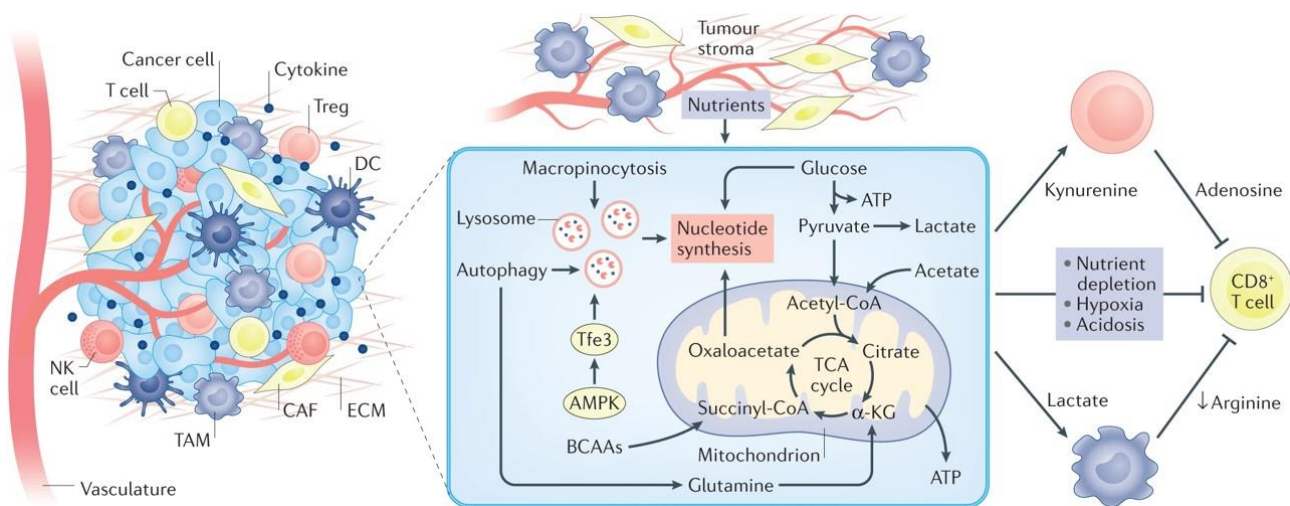 Cancer cell
Cytokine
T cell
Treg
DC
NK
cell
TAM
CAF
ECM
Vasculature
Tumour
stroma
Nutrients
Macropinocytosis
Lysosome
Autophagy
Tfe3
AMPK
BCAAs
Nucleotide
synthesis
Glucose
ATP
Pyruvate
Lactate
Acetate
Acetyl-CoA
Oxaloacetate
Citrate
TCA
cycle
Succinyl-CoA
α-KG
Mitochondrion
ATP
Glutamine
Kynurenine
Adenosine
• Nutrient
depletion
• Hypoxia
• Acidosis
CD8⁺
T cell
Lactate
↓Arginine